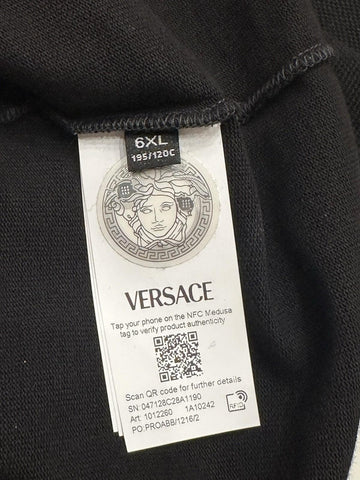 6XL
195/120C
VERSACE
Tap your phone on the NFC Medusa
tag to verify product authenticity
Scan QR code for further details
SN: 047128C28A1190
Art. 1012260 1A10242
PO:PROABB/1216/2
RFID